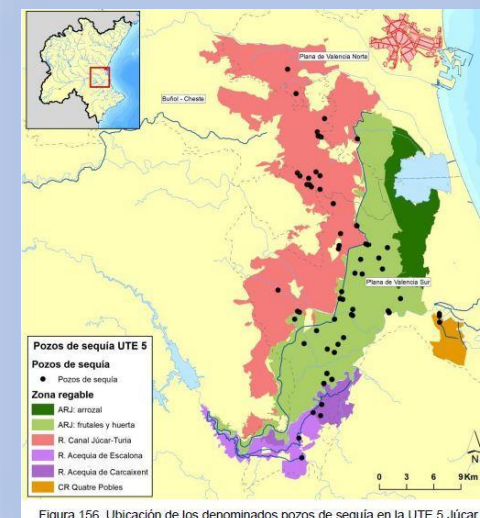 Plana de Valencia Norte
Buñol - Cheste
Plana de Valencia Sur
Pozos de sequía UTE 5
Pozos de sequía
Pozos de sequía
Zona regable
ARJ: arrozal
ARJ: frutales y huerta
R. Canal Júcar-Turia
R. Acequia de Escalona
R. Acequia de Carcaixent
CR Quatre Pobles
N
0 3 6 9 Km
Figura 156. Ubicación de los denominados pozos de sequía en la UTE 5 Júcar